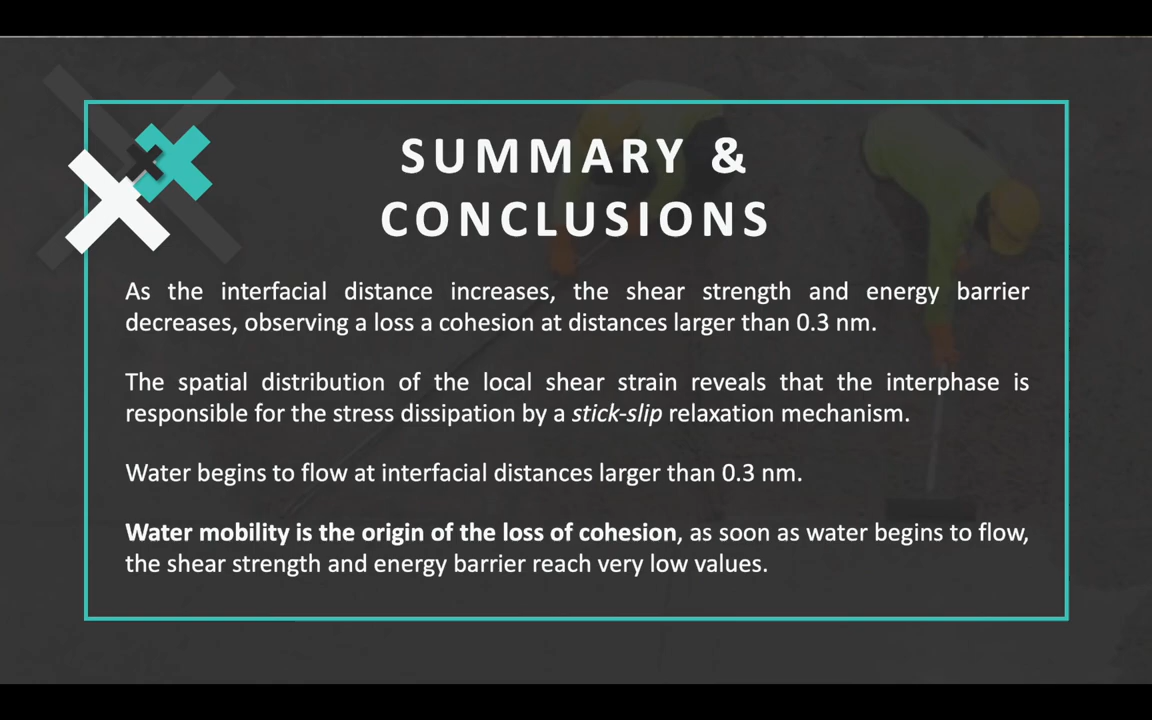 SUMMARY &
CONCLUSIONS
As the interfacial distance increases, the shear strength and energy barrier
decreases, observing a loss a cohesion at distances larger than 0.3 nm.
The spatial distribution of the local shear strain reveals that the interphase is
responsible for the stress dissipation by a stick-slip relaxation mechanism.
Water begins to flow at interfacial distances larger than 0.3 nm.
Water mobility is the origin of the loss of cohesion, as soon as water begins to flow,
the shear strength and energy barrier reach very low values.